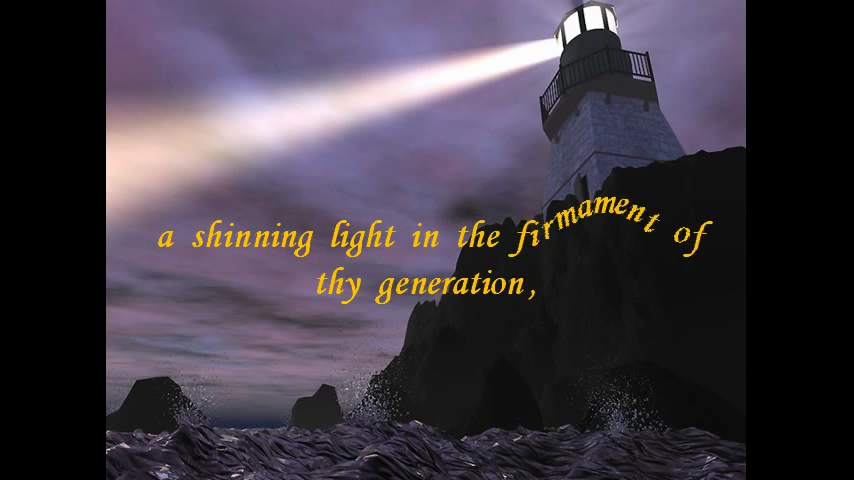 a shinning light in the firmament of
thy generation,